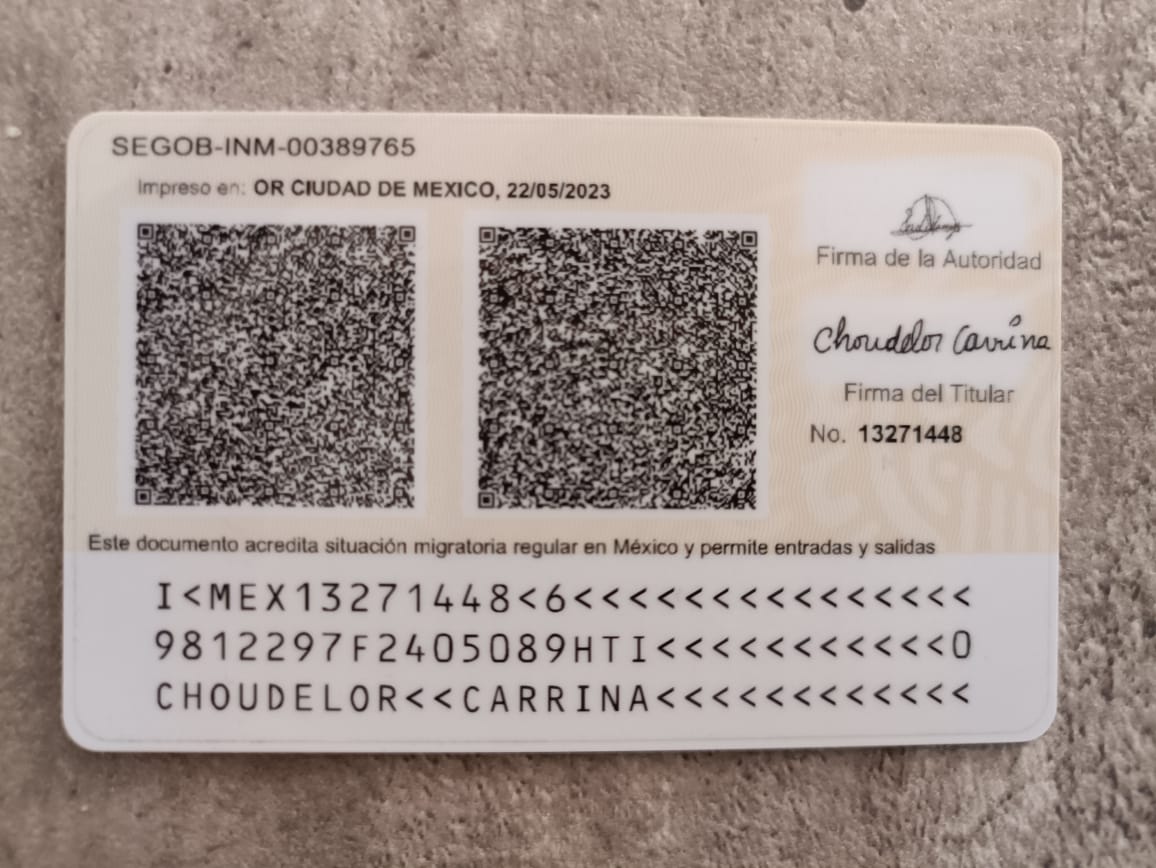 SEGOB-INM-00389765
Impreso en: OR CIUDAD DE MEXICO, 22/05/2023
Firma de la Autoridad
Choudelor Carrina
Firma del Titular
No. 13271448
Este documento acredita situación migratoria regular en México y permite entradas y salidas
I<MEX13271448<6<<<<<<<<<<<<<<<
9812297F2405089HTI<<<<<<<<<<<0
CHOUDELOR<<CARRINA<<<<<<<<<<<<